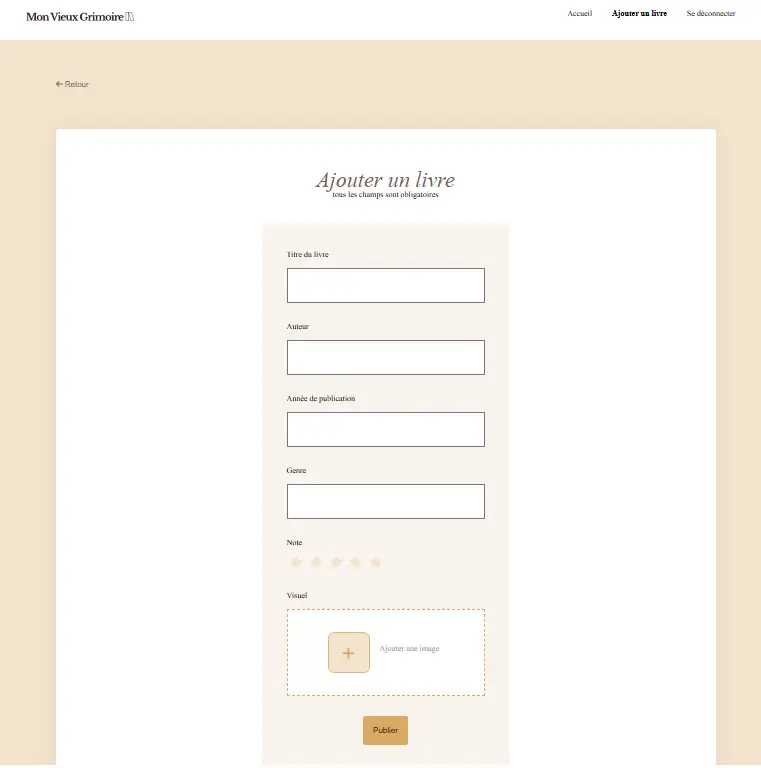 Mon Vieux Grimoire
Accueil
Ajouter un livre
Se déconnecter
Retour
Ajouter un livre
tous les champs sont obligatoires
Titre du livre
Auteur
Année de publication
Genre
Note
Visuel
+
Ajouter une image
Publier